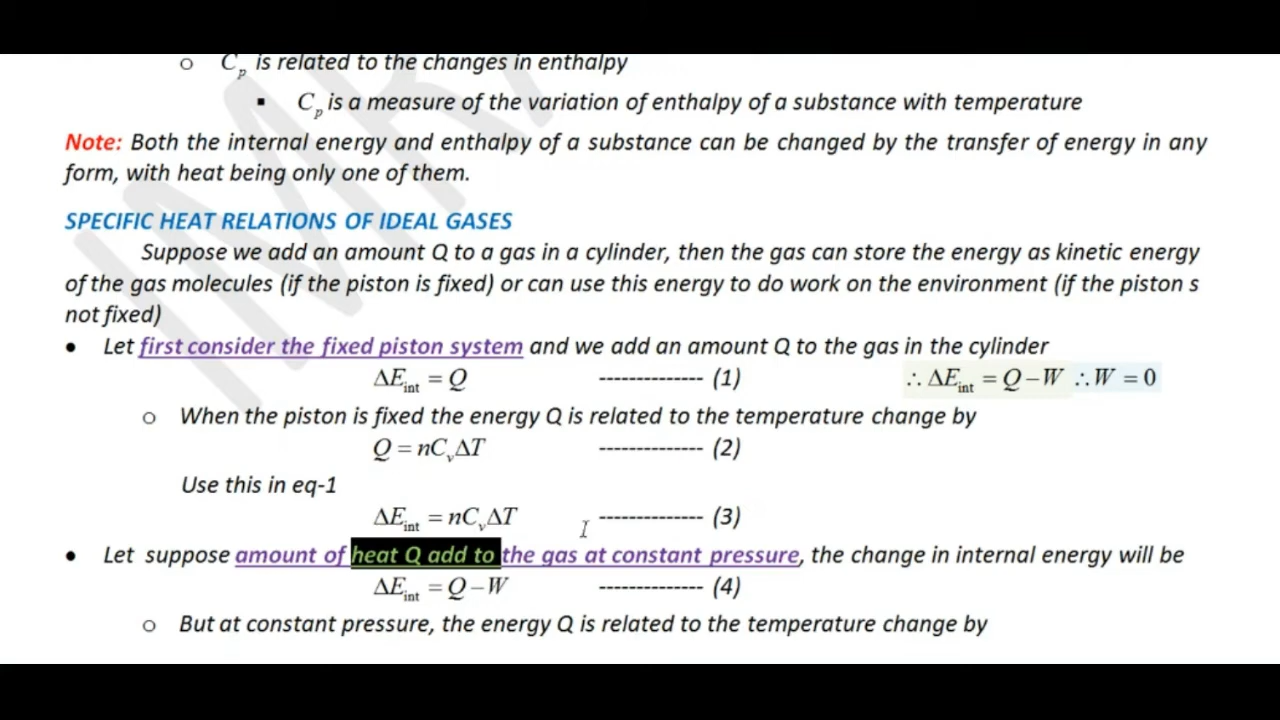 o C_p is related to the changes in enthalpy
▪ C_p is a measure of the variation of enthalpy of a substance with temperature
Note: Both the internal energy and enthalpy of a substance can be changed by the transfer of energy in any
form, with heat being only one of them.
SPECIFIC HEAT RELATIONS OF IDEAL GASES
Suppose we add an amount Q to a gas in a cylinder, then the gas can store the energy as kinetic energy
of the gas molecules (if the piston is fixed) or can use this energy to do work on the environment (if the piston s
not fixed)
• Let first consider the fixed piston system and we add an amount Q to the gas in the cylinder
ΔE_int = Q -------------- (1) ∴ ΔE_int = Q – W ∴ W = 0
o When the piston is fixed the energy Q is related to the temperature change by
Q = nC_vΔT -------------- (2)
Use this in eq-1
ΔE_int = nC_vΔT -------------- (3)
• Let suppose amount of heat Q add to the gas at constant pressure, the change in internal energy will be
ΔE_int = Q – W -------------- (4)
o But at constant pressure, the energy Q is related to the temperature change by